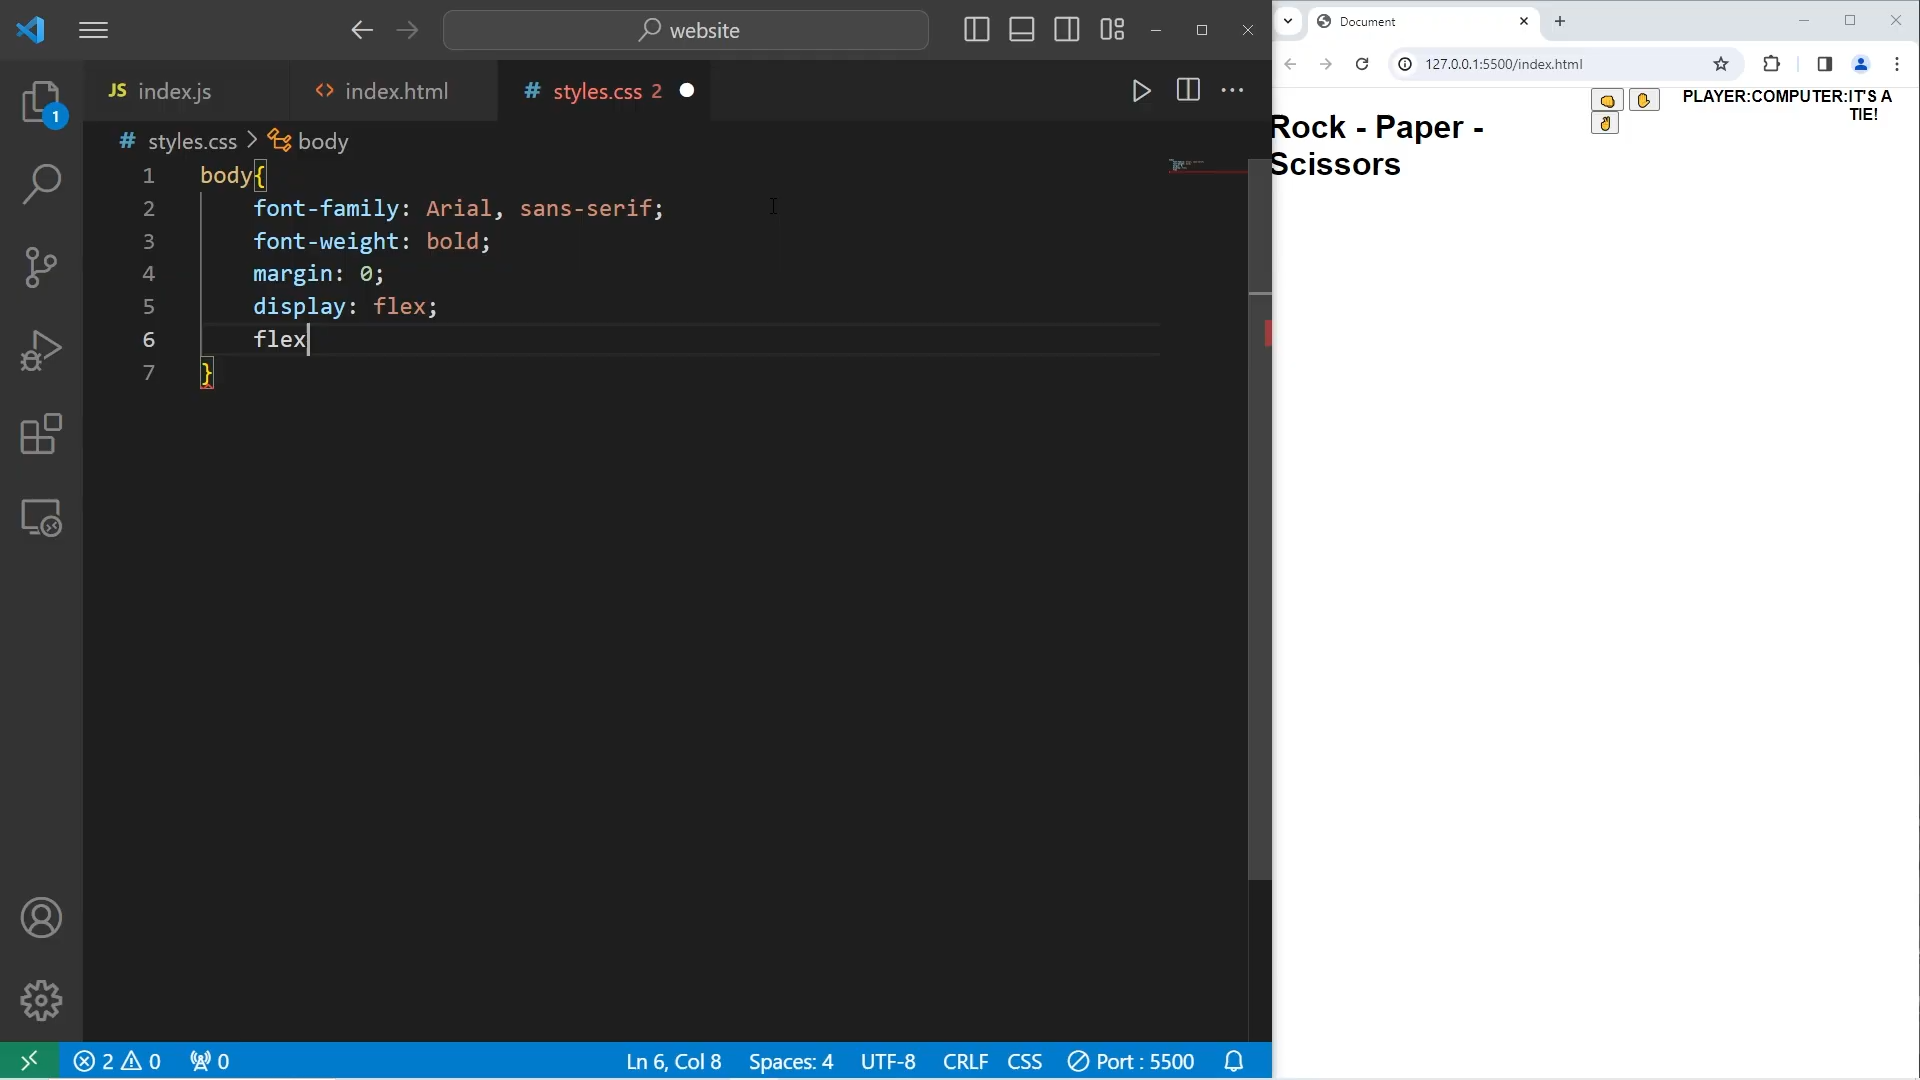 website
JS index.js
<> index.html
# styles.css 2
# styles.css > body
1 body{
2 font-family: Arial, sans-serif;
3 font-weight: bold;
4 margin: 0;
5 display: flex;
6 flex
7 }
1
2 0
0
Ln 6, Col 8
Spaces: 4
UTF-8
CRLF
CSS
Port : 5500
Document
127.0.0.1:5500/index.html
Rock - Paper -
Scissors
PLAYER:COMPUTER:IT'S A
TIE!